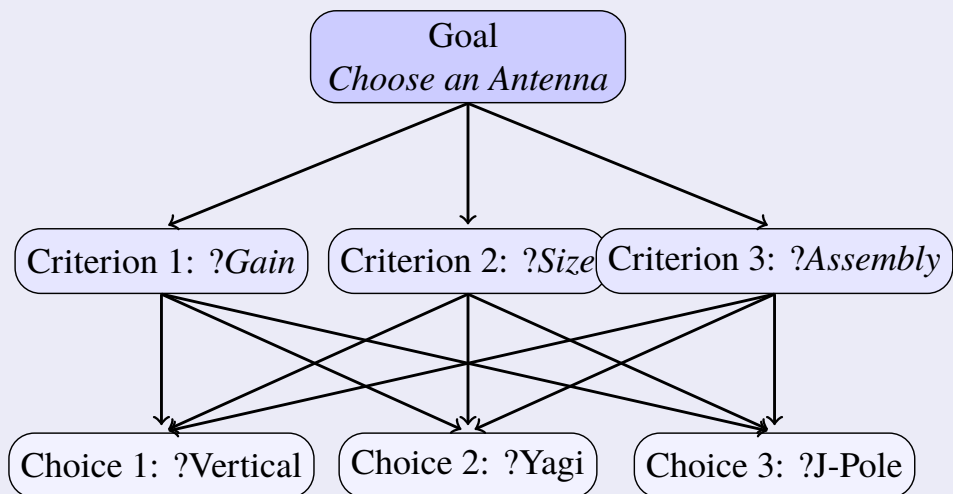 Goal
Choose an Antenna
Criterion 1: ?Gain
Criterion 2: ?Size
Criterion 3: ?Assembly
Choice 1: ?Vertical
Choice 2: ?Yagi
Choice 3: ?J-Pole